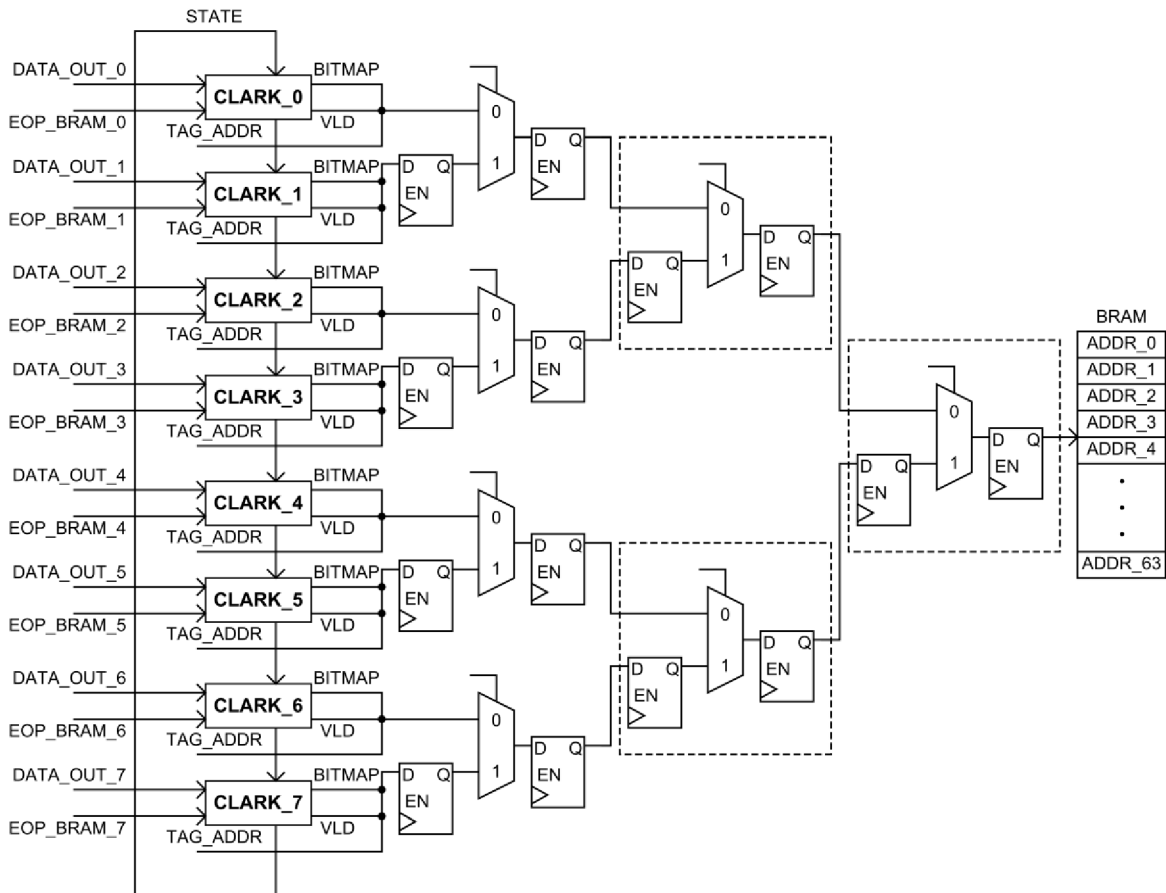 STATE
DATA_OUT_0
BITMAP
CLARK_0
EOP_BRAM_0
TAG_ADDR
VLD
0
1
D Q
EN
DATA_OUT_1
BITMAP
CLARK_1
EOP_BRAM_1
TAG_ADDR
VLD
D Q
EN
0
1
D Q
EN
D Q
EN
DATA_OUT_2
BITMAP
CLARK_2
EOP_BRAM_2
TAG_ADDR
VLD
0
1
D Q
EN
DATA_OUT_3
BITMAP
CLARK_3
EOP_BRAM_3
TAG_ADDR
VLD
D Q
EN
BRAM
ADDR_0
ADDR_1
ADDR_2
ADDR_3
ADDR_4
ADDR_63
0
1
D Q
EN
D Q
EN
DATA_OUT_4
BITMAP
CLARK_4
EOP_BRAM_4
TAG_ADDR
VLD
0
1
D Q
EN
DATA_OUT_5
BITMAP
CLARK_5
EOP_BRAM_5
TAG_ADDR
VLD
D Q
EN
0
1
D Q
EN
D Q
EN
DATA_OUT_6
BITMAP
CLARK_6
EOP_BRAM_6
TAG_ADDR
VLD
0
1
D Q
EN
DATA_OUT_7
BITMAP
CLARK_7
EOP_BRAM_7
TAG_ADDR
VLD
D Q
EN